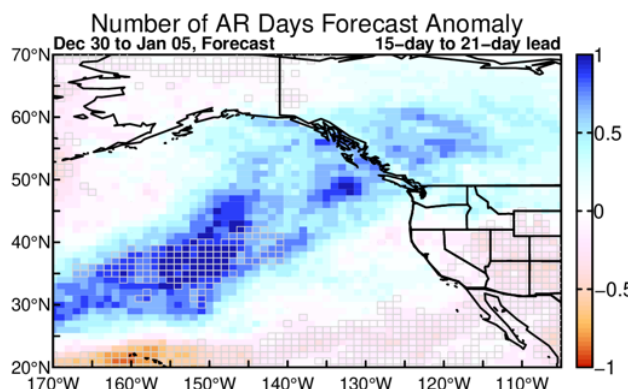 Number of AR Days Forecast Anomaly
Dec 30 to Jan 05, Forecast 15-day to 21-day lead
70°N
60°N
50°N
40°N
30°N
20°N
170°W 160°W 150°W 140°W 130°W 120°W 110°W
1
0.5
0
-0.5
-1